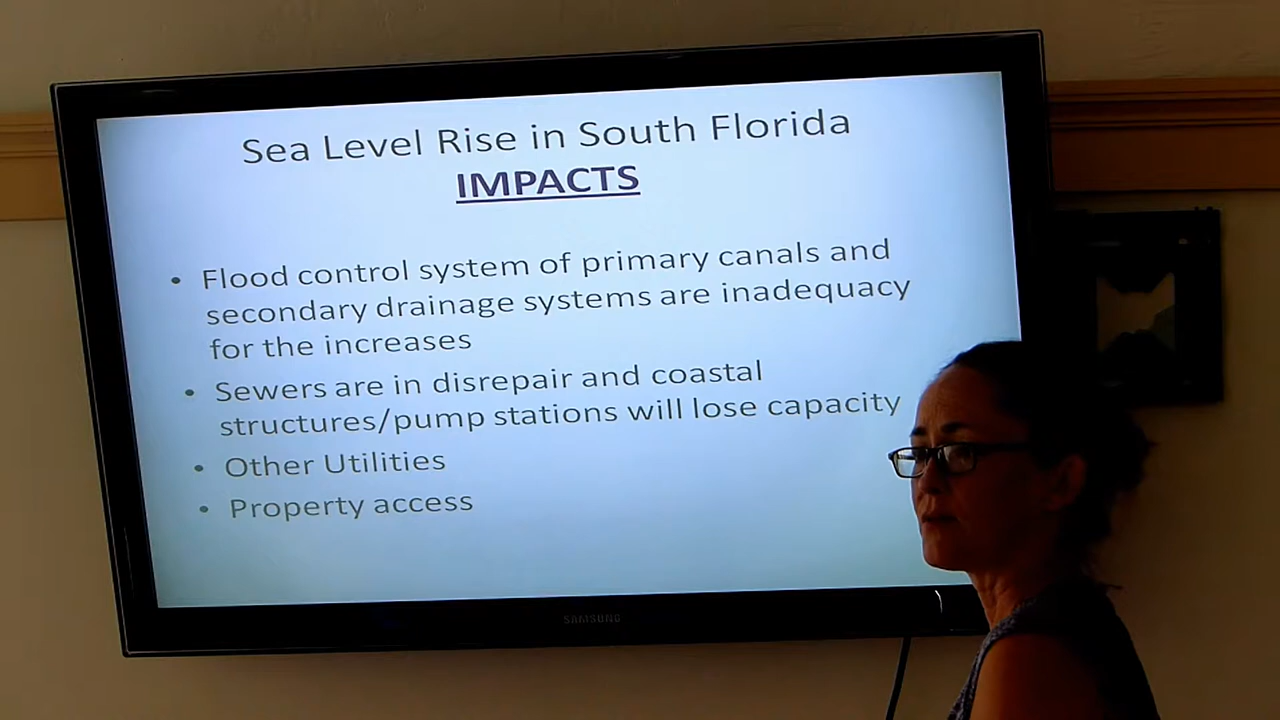 Sea Level Rise in South Florida
IMPACTS
• Flood control system of primary canals and
secondary drainage systems are inadequacy
for the increases
• Sewers are in disrepair and coastal
structures/pump stations will lose capacity
• Other Utilities
• Property access
SAMSUNG